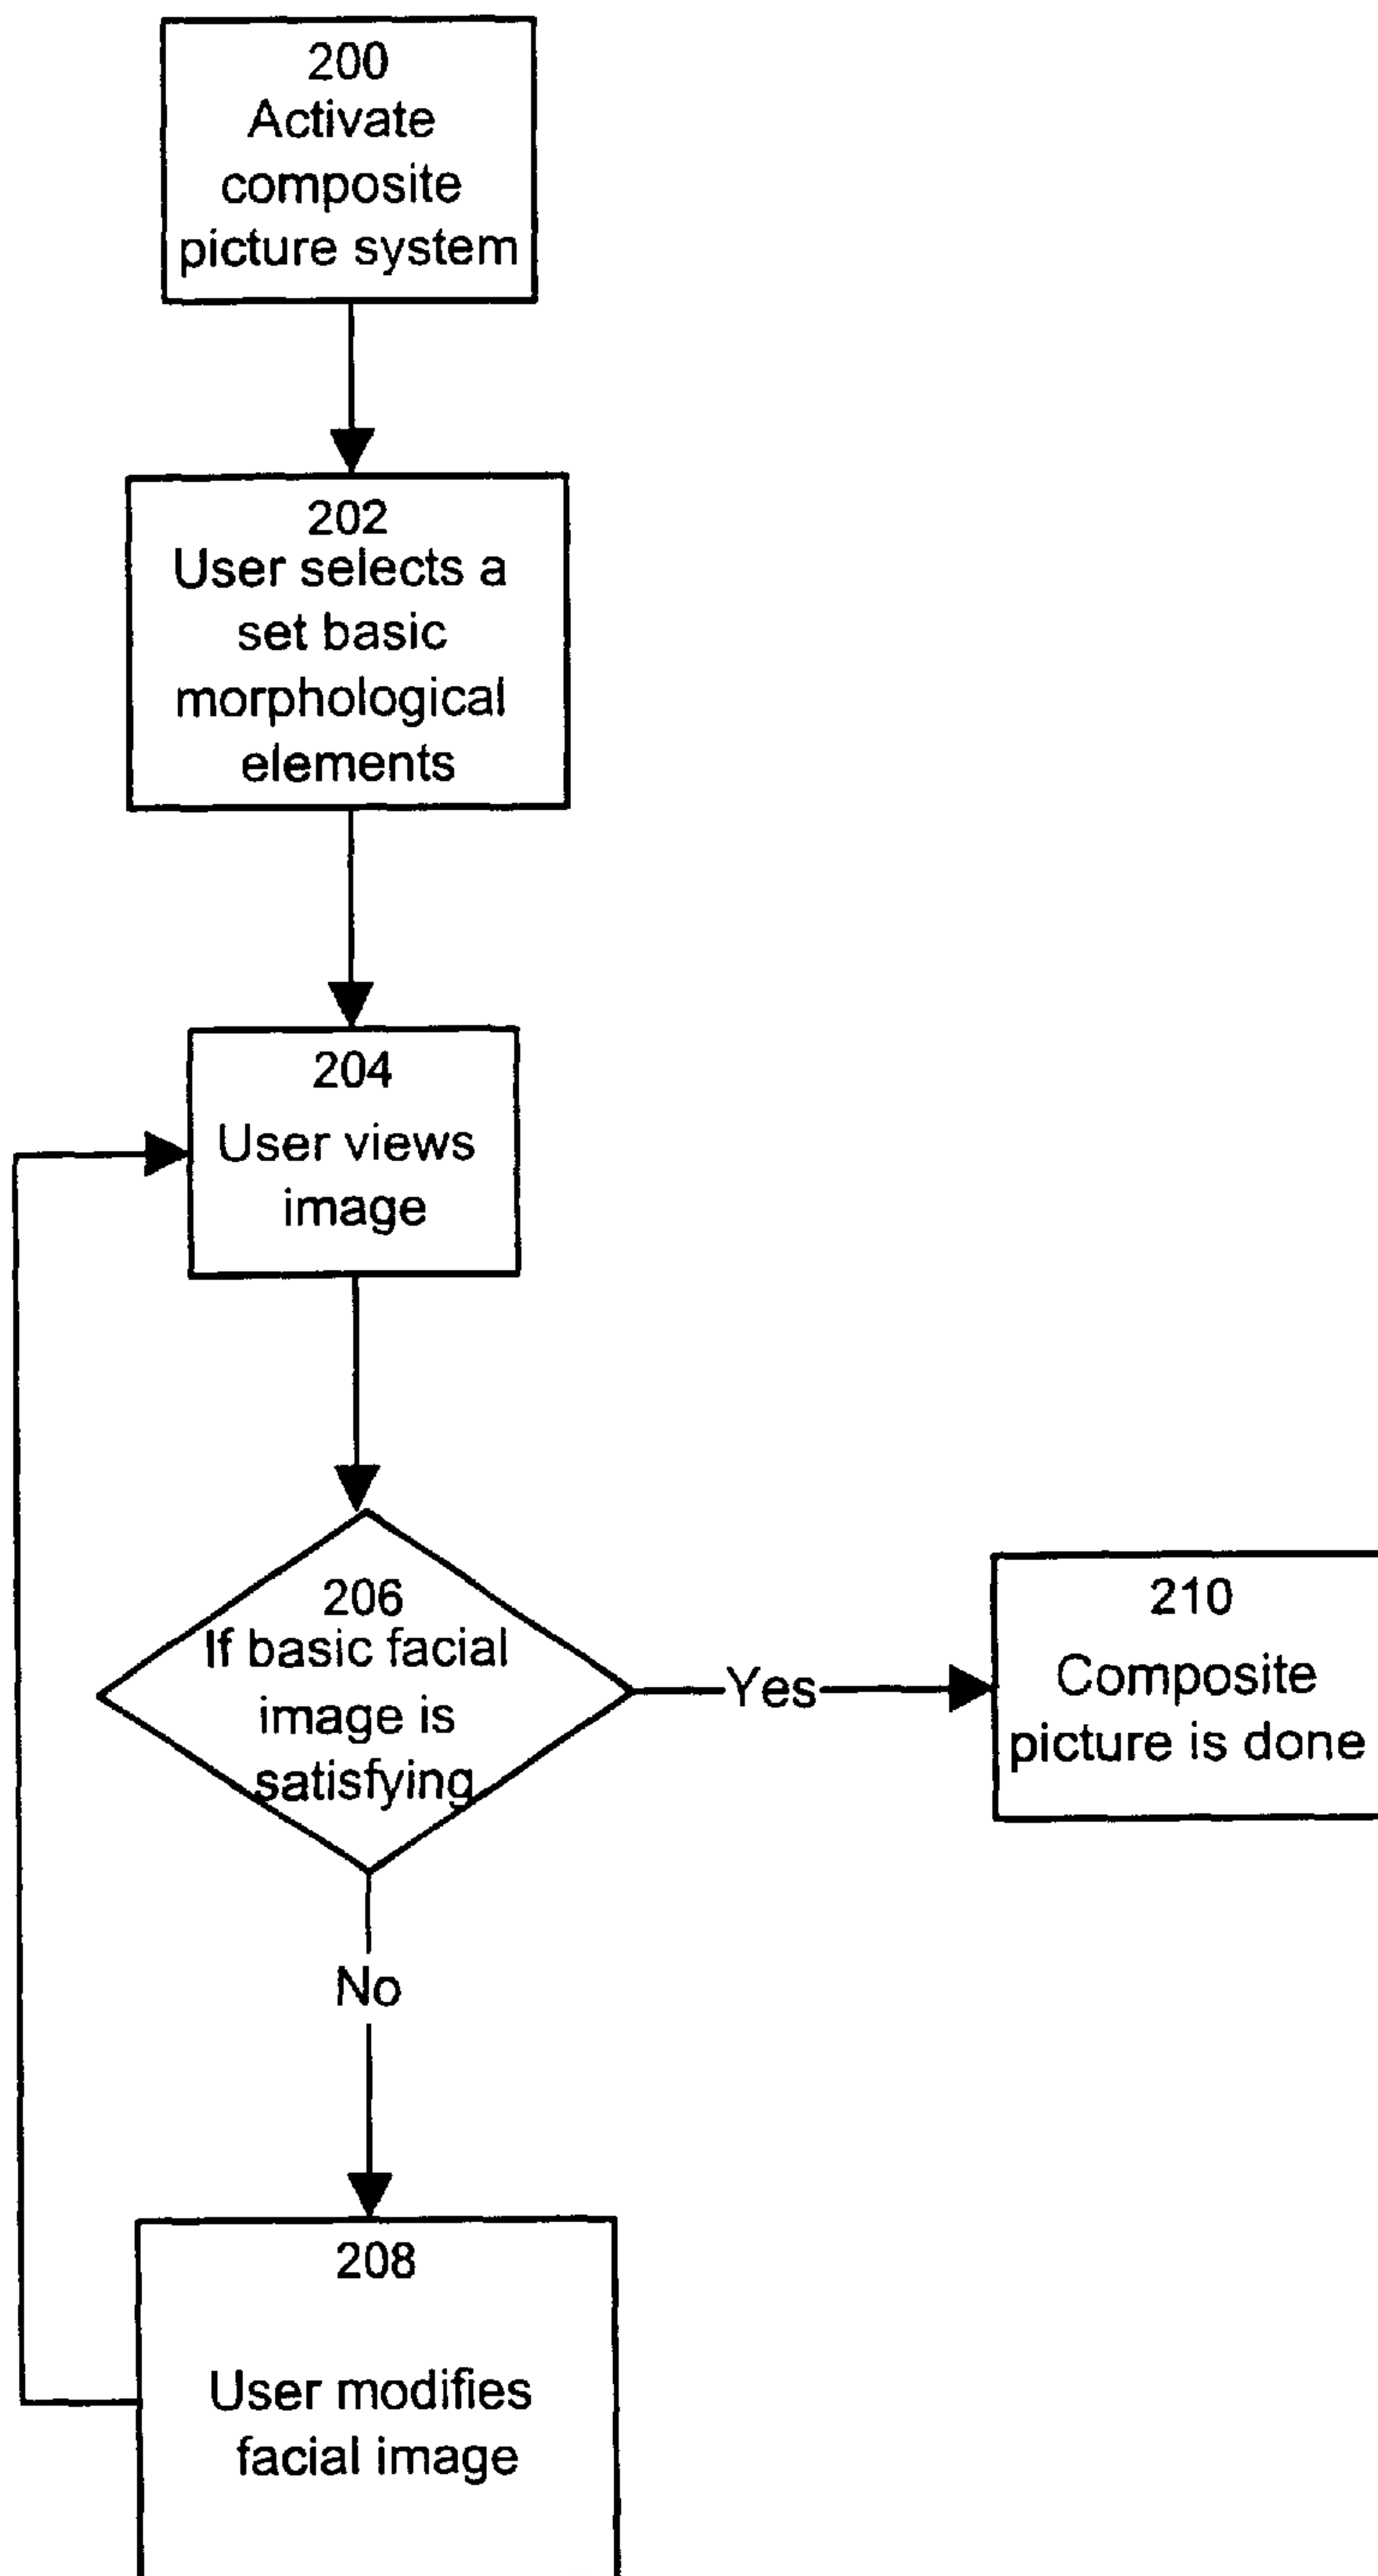 200
Activate
composite
picture system
202
User selects a
set basic
morphological
elements
204
User views
image
206
If basic facial
image is
satisfying
Yes
210
Composite
picture is done
No
208
User modifies
facial image